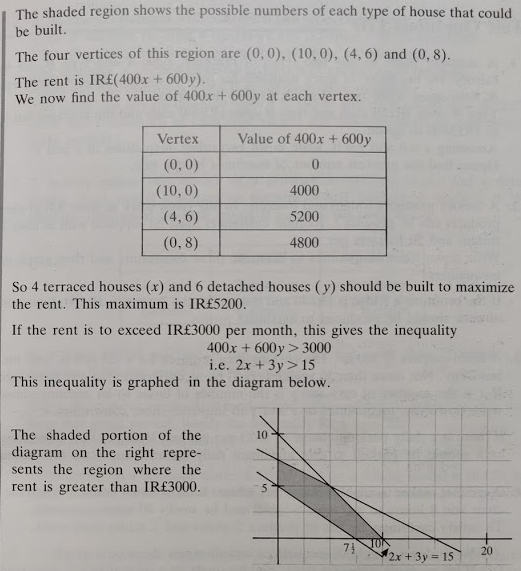 The shaded region shows the possible numbers of each type of house that could
be built.
The four vertices of this region are (0, 0), (10, 0), (4, 6) and (0, 8).
The rent is IR£(400x + 600y).
We now find the value of 400x + 600y at each vertex.
Vertex Value of 400x + 600y
(0, 0) 0
(10, 0) 4000
(4, 6) 5200
(0, 8) 4800
So 4 terraced houses (x) and 6 detached houses (y) should be built to maximize
the rent. This maximum is IR£5200.
If the rent is to exceed IR£3000 per month, this gives the inequality
400x + 600y > 3000
i.e. 2x + 3y > 15
This inequality is graphed in the diagram below.
The shaded portion of the
diagram on the right repre-
sents the region where the
rent is greater than IR£3000.
10
5
7½ 10 20
2x + 3y = 15